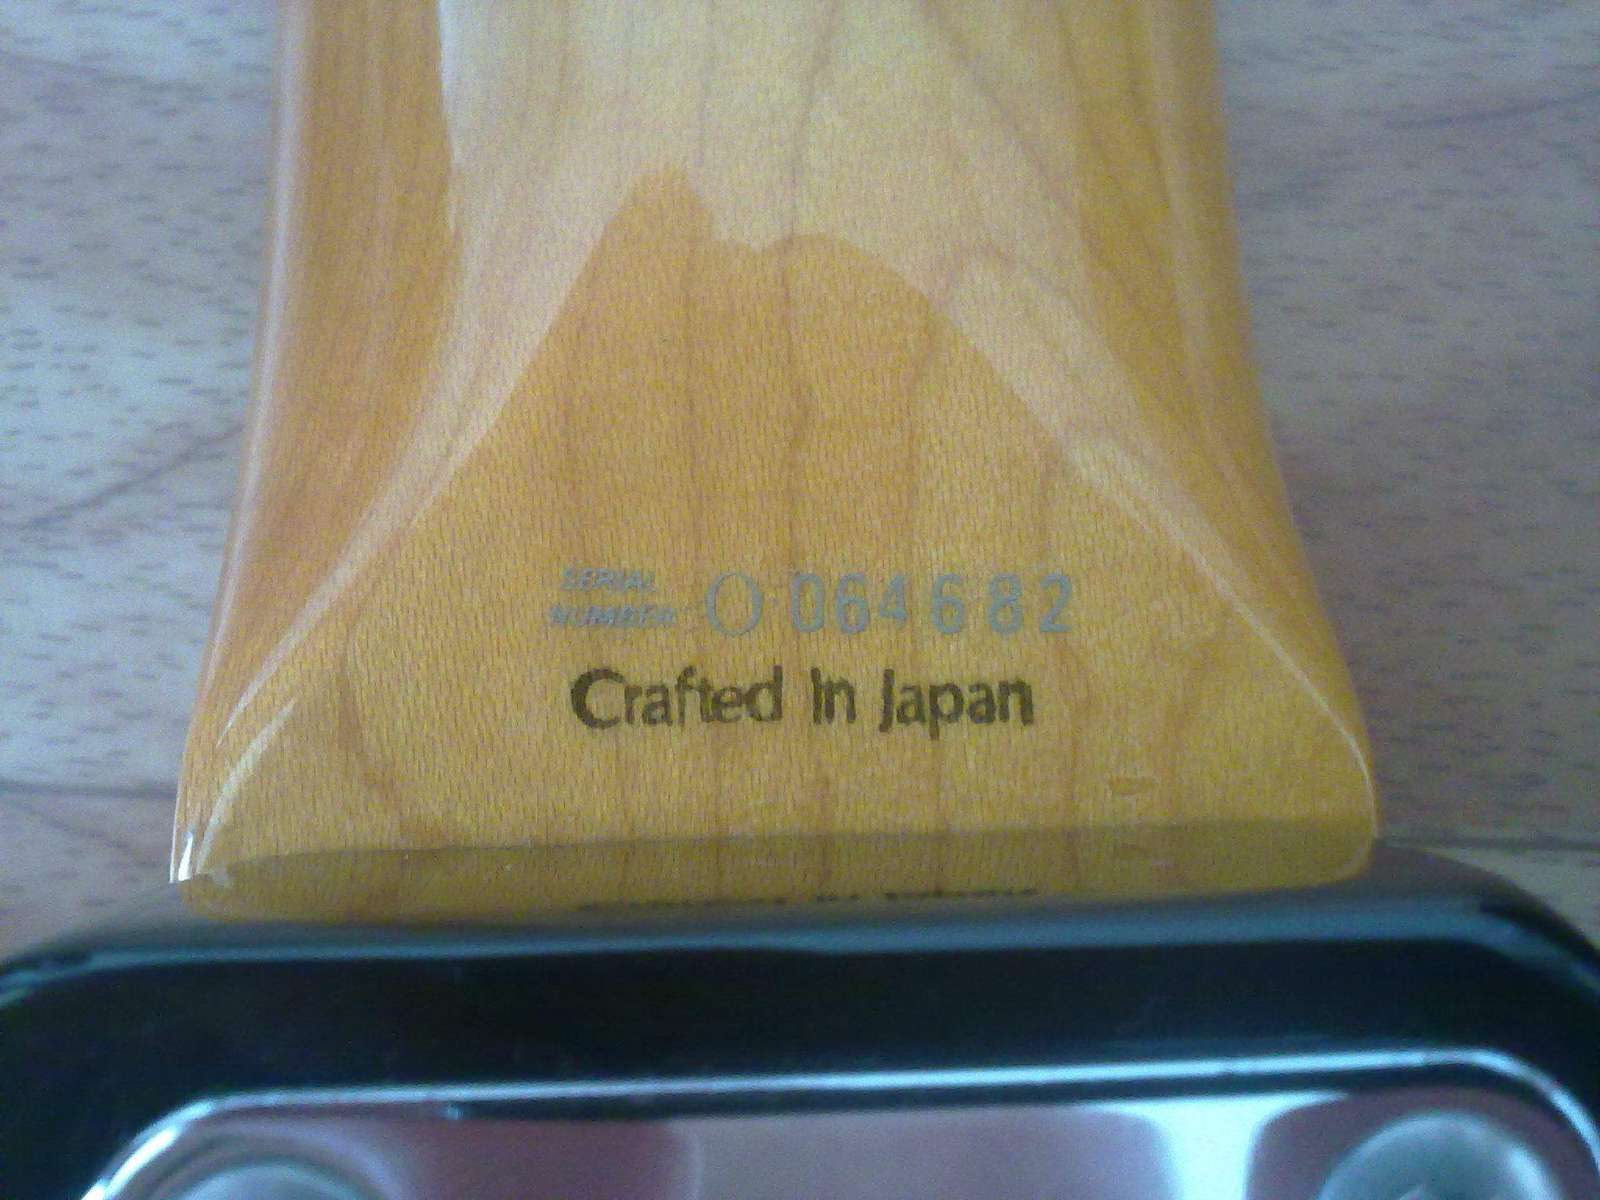 SERIAL
NUMBER O 064682
Crafted In Japan